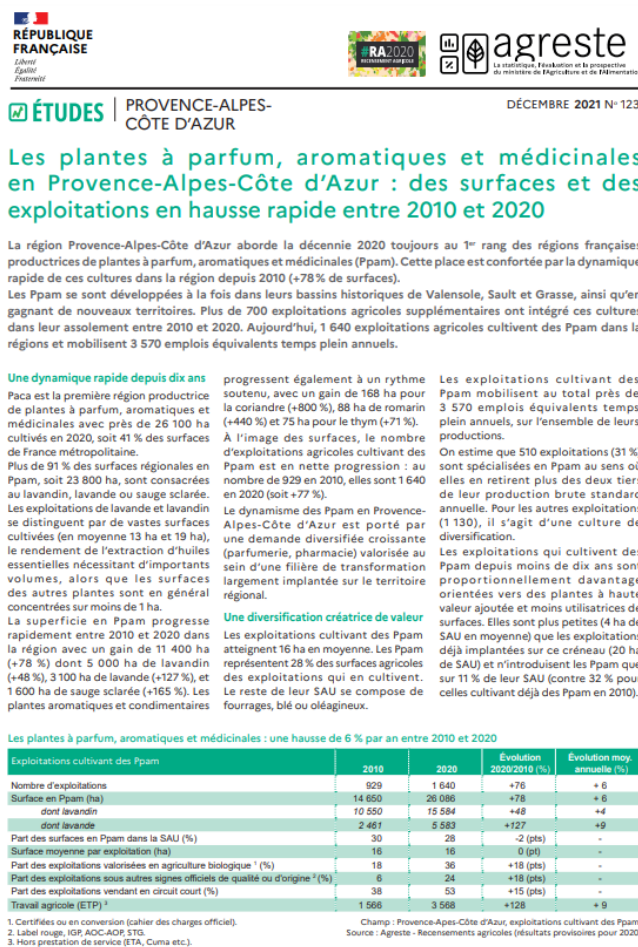 RÉPUBLIQUE
FRANÇAISE
Liberté
Égalité
Fraternité
#RA2020
RECENSEMENT AGRICOLE
agreste
La statistique, l'évaluation et la prospective
du ministère de l'Agriculture et de l'Alimentatio
ÉTUDES
PROVENCE-ALPES-
CÔTE D'AZUR
DÉCEMBRE 2021 N° 123
Les plantes à parfum, aromatiques et médicinales
en Provence-Alpes-Côte d'Azur : des surfaces et des
exploitations en hausse rapide entre 2010 et 2020
La région Provence-Alpes-Côte d'Azur aborde la décennie 2020 toujours au 1er rang des régions françaises
productrices de plantes à parfum, aromatiques et médicinales (Ppam). Cette place est confortée par la dynamique
rapide de ces cultures dans la région depuis 2010 (+78 % de surfaces).
Les Ppam se sont développées à la fois dans leurs bassins historiques de Valensole, Sault et Grasse, ainsi qu'en
gagnant de nouveaux territoires. Plus de 700 exploitations agricoles supplémentaires ont intégré ces cultures
dans leur assolement entre 2010 et 2020. Aujourd'hui, 1 640 exploitations agricoles cultivent des Ppam dans la
régions et mobilisent 3 570 emplois équivalents temps plein annuels.
Une dynamique rapide depuis dix ans
Paca est la première région productrice
de plantes à parfum, aromatiques et
médicinales avec près de 26 100 ha
cultivés en 2020, soit 41 % des surfaces
de France métropolitaine.
Plus de 91 % des surfaces régionales en
Ppam, soit 23 800 ha, sont consacrées
au lavandin, lavande ou sauge sclarée.
Les exploitations de lavande et lavandin
se distinguent par de vastes surfaces
cultivées (en moyenne 13 ha et 19 ha),
le rendement de l'extraction d'huiles
essentielles nécessitant d'importants
volumes, alors que les surfaces
des autres plantes sont en général
concentrées sur moins de 1 ha.
La superficie en Ppam progresse
rapidement entre 2010 et 2020 dans
la région avec un gain de 11 400 ha
(+78 %) dont 5 000 ha de lavandin
(+48 %), 3 100 ha de lavande (+127 %), et
1 600 ha de sauge sclarée (+165 %). Les
plantes aromatiques et condimentaires
progressent également à un rythme
soutenu, avec un gain de 168 ha pour
la coriandre (+800 %), 88 ha de romarin
(+440 %) et 75 ha pour le thym (+71 %).
À l'image des surfaces, le nombre
d'exploitations agricoles cultivant des
Ppam est en nette progression : au
nombre de 929 en 2010, elles sont 1 640
en 2020 (soit +77 %).
Le dynamisme des Ppam en Provence-
Alpes-Côte d'Azur est porté par
une demande diversifiée croissante
(parfumerie, pharmacie) valorisée au
sein d'une filière de transformation
largement implantée sur le territoire
régional.
Une diversification créatrice de valeur
Les exploitations cultivant des Ppam
atteignent 16 ha en moyenne. Les Ppam
représentent 28 % des surfaces agricoles
des exploitations qui en cultivent.
Le reste de leur SAU se compose de
fourrages, blé ou oléagineux.
Les exploitations cultivant des
Ppam mobilisent au total près de
3 570 emplois équivalents temps
plein annuels, sur l'ensemble de leurs
productions.
On estime que 510 exploitations (31 %)
sont spécialisées en Ppam au sens où
elles en retirent plus des deux tiers
de leur production brute standard
annuelle. Pour les autres exploitations
(1 130), il s'agit d'une culture de
diversification.
Les exploitations qui cultivent des
Ppam depuis moins de dix ans sont
proportionnellement davantage
orientées vers des plantes à haute
valeur ajoutée et moins utilisatrices de
surfaces. Elles sont plus petites (4 ha de
SAU en moyenne) que les exploitations
déjà implantées sur ce créneau (20 ha
de SAU) et n'introduisent les Ppam que
sur 11 % de leur SAU (contre 32 % pour
celles cultivant déjà des Ppam en 2010).
Les plantes à parfum, aromatiques et médicinales : une hausse de 6 % par an entre 2010 et 2020
Exploitations cultivant des Ppam 2010 2020 Évolution 2020/2010 (%) Évolution moy. annuelle (%)
Nombre d'exploitations 929 1 640 +76 + 6
Surface en Ppam (ha) 14 650 26 086 +78 + 6
dont lavandin 10 550 15 584 +48 +4
dont lavande 2 461 5 583 +127 +9
Part des surfaces en Ppam dans la SAU (%) 30 28 -2 (pts) -
Surface moyenne par exploitation (ha) 16 16 0 (pt) -
Part des exploitations valorisées en agriculture biologique 1 (%) 18 36 +18 (pts) -
Part des exploitations sous autres signes officiels de qualité ou d'origine 2 (%) 6 24 +18 (pts) -
Part des exploitations vendant en circuit court (%) 38 53 +15 (pts) -
Travail agricole (ETP) 3 1 566 3 568 +128 + 9
1. Certifiées ou en conversion (cahier des charges officiel).
2. Label rouge, IGP, AOC-AOP, STG.
3. Hors prestation de service (ETA, Cuma etc.).
Champ : Provence-Apes-Côte d'Azur, exploitations cultivant des Ppam
Source : Agreste - Recensements agricoles (résultats provisoires pour 2020)